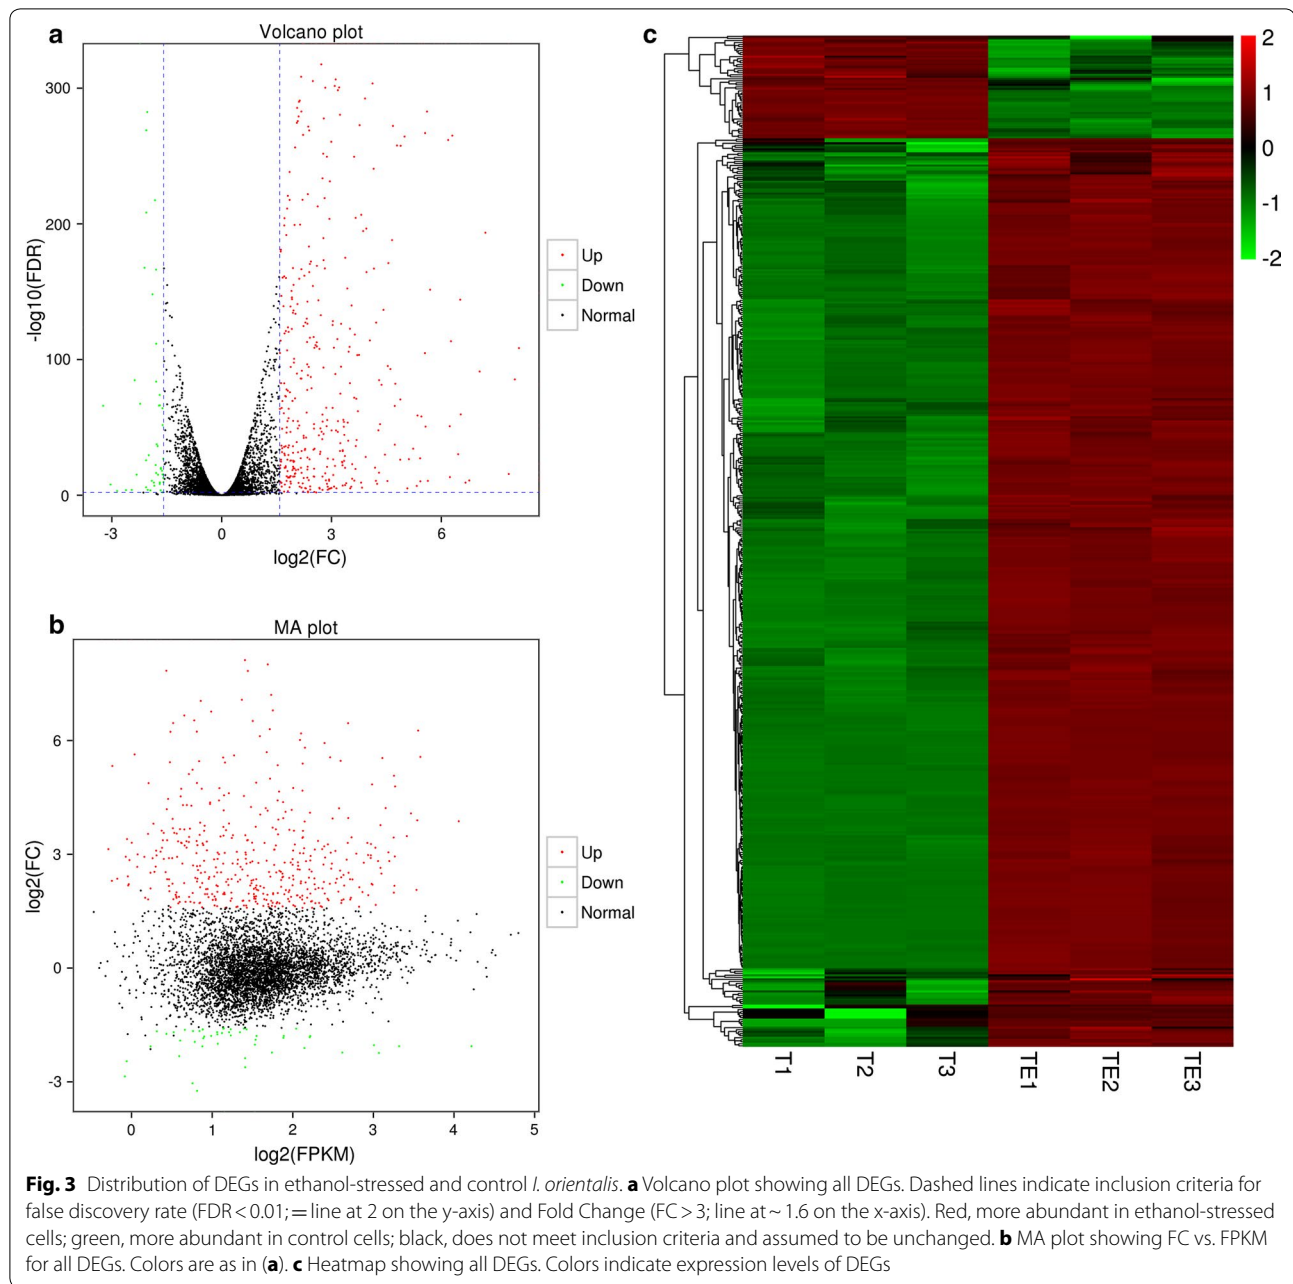 a
Volcano plot
300
200
100
0
-log10(FDR)
-3 0 3 6
log2(FC)
Up
Down
Normal
b
MA plot
6
3
0
-3
log2(FC)
0 1 2 3 4 5
log2(FPKM)
Up
Down
Normal
c
2
1
0
-1
-2
T1 T2 T3 TE1 TE2 TE3
Fig. 3 Distribution of DEGs in ethanol-stressed and control I. orientalis. a Volcano plot showing all DEGs. Dashed lines indicate inclusion criteria for
false discovery rate (FDR < 0.01; = line at 2 on the y-axis) and Fold Change (FC > 3; line at ~ 1.6 on the x-axis). Red, more abundant in ethanol-stressed
cells; green, more abundant in control cells; black, does not meet inclusion criteria and assumed to be unchanged. b MA plot showing FC vs. FPKM
for all DEGs. Colors are as in (a). c Heatmap showing all DEGs. Colors indicate expression levels of DEGs